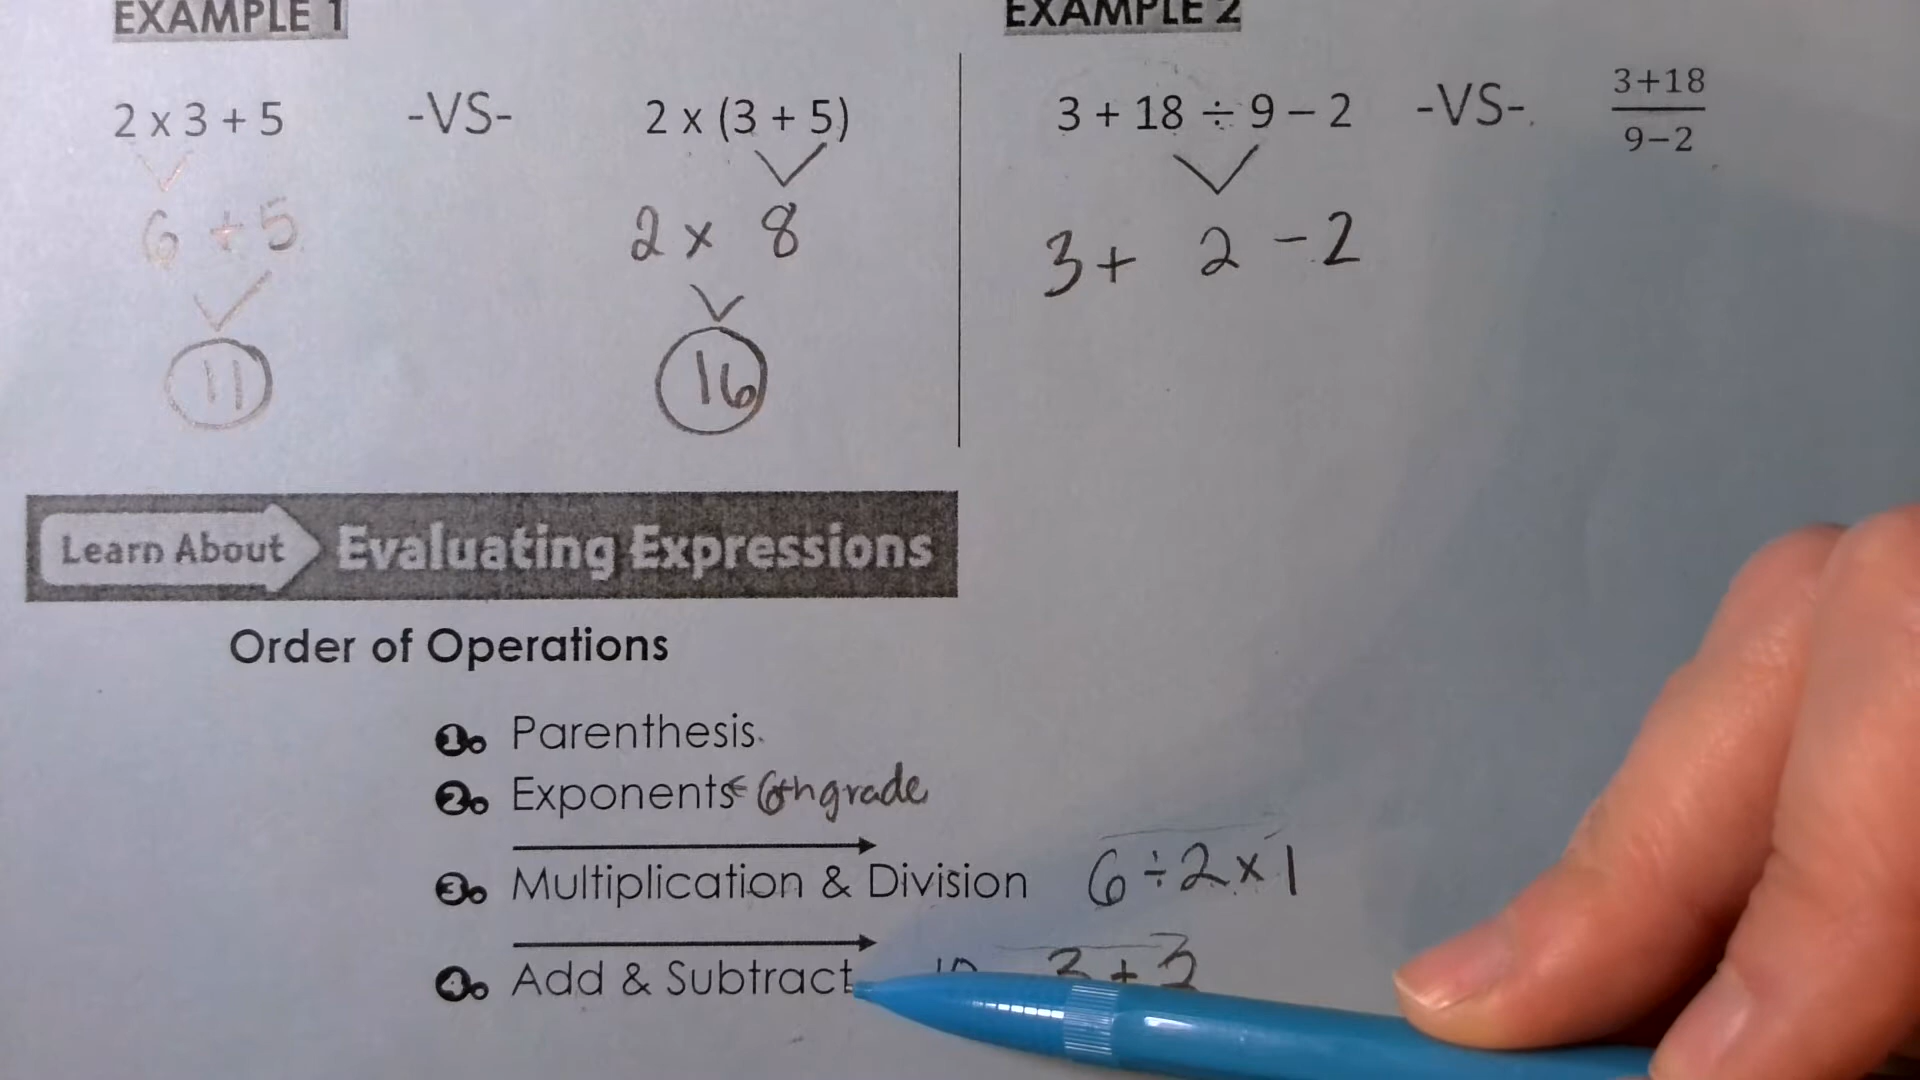 EXAMPLE 1
2 x 3 + 5 -VS- 2 x (3 + 5)
6 + 5
2 x 8
11
16
EXAMPLE 2
3 + 18 ÷ 9 – 2 -VS- 3+18
9−2
3 + 2 - 2
Learn About Evaluating Expressions
Order of Operations
1. Parenthesis
2. Exponents ← 6th grade
3. Multiplication & Division 6 ÷ 2 x 1
4. Add & Subtract 3 + 3